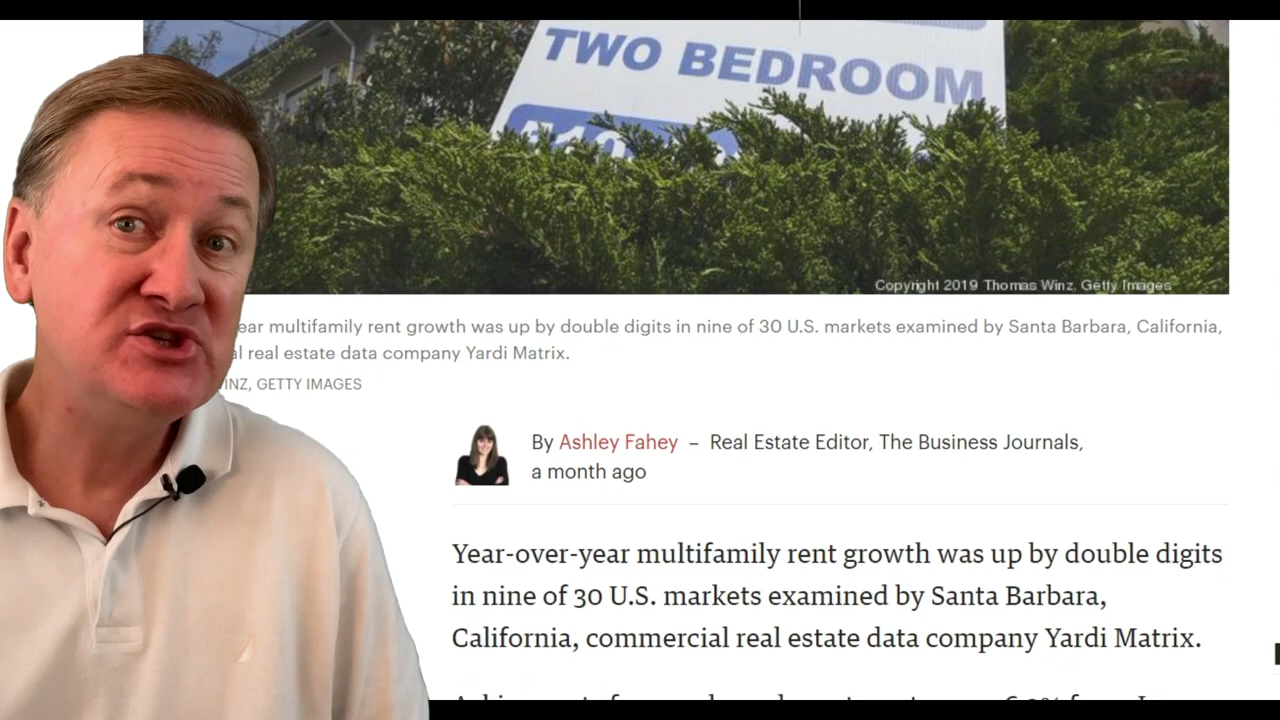 TWO BEDROOM
Copyright 2019 Thomas Winz, Getty Images
ear multifamily rent growth was up by double digits in nine of 30 U.S. markets examined by Santa Barbara, California,
al real estate data company Yardi Matrix.
INZ, GETTY IMAGES
By Ashley Fahey – Real Estate Editor, The Business Journals,
a month ago
Year-over-year multifamily rent growth was up by double digits
in nine of 30 U.S. markets examined by Santa Barbara,
California, commercial real estate data company Yardi Matrix.